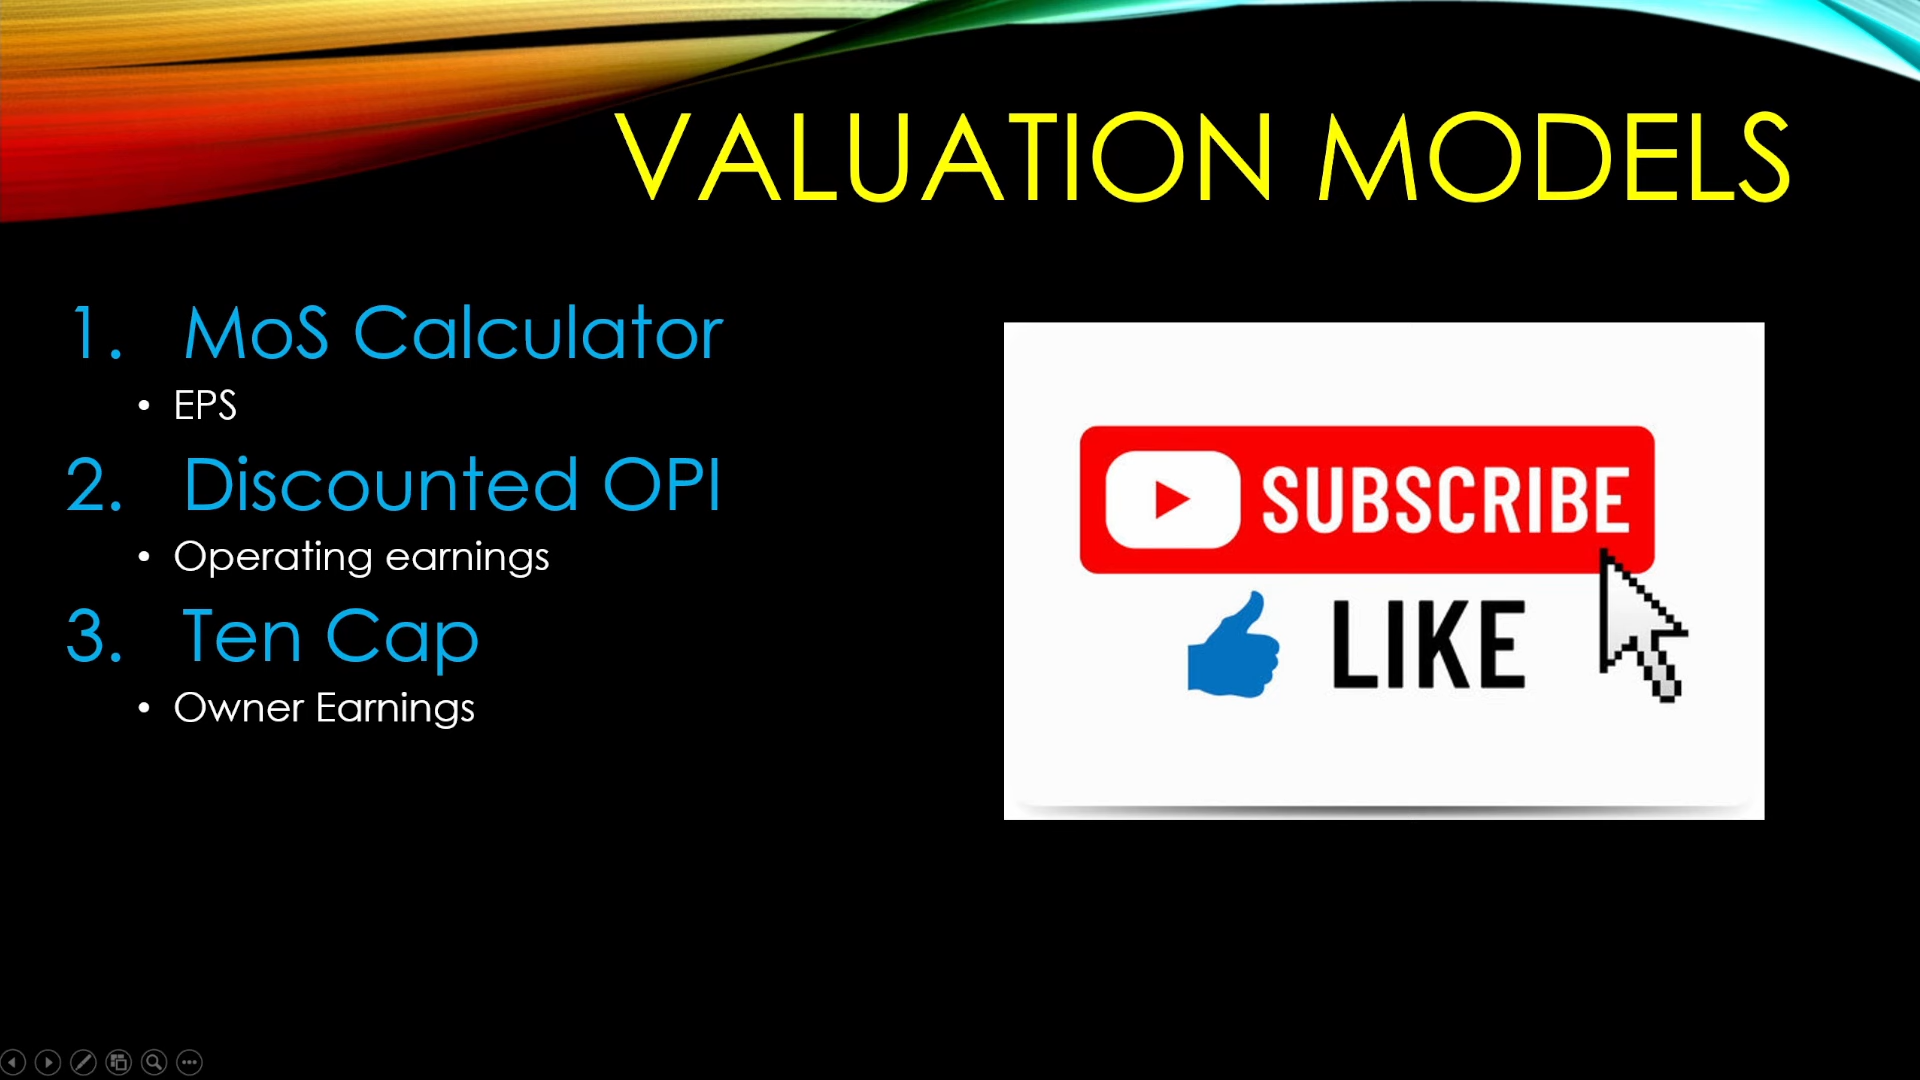 VALUATION MODELS
1. MoS Calculator
• EPS
2. Discounted OPI
• Operating earnings
3. Ten Cap
• Owner Earnings
SUBSCRIBE
LIKE